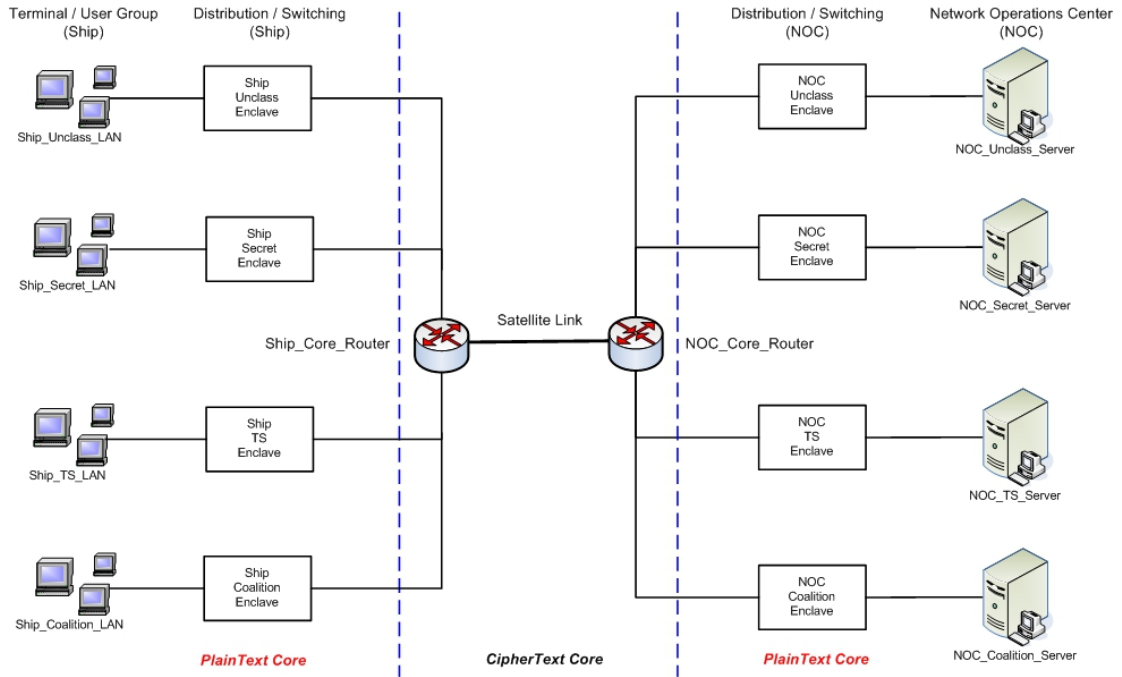 Terminal / User Group
(Ship)
Distribution / Switching
(Ship)
Distribution / Switching
(NOC)
Network Operations Center
(NOC)
Ship
Unclass
Enclave
Ship_Unclass_LAN
NOC
Unclass
Enclave
NOC_Unclass_Server
Ship
Secret
Enclave
Ship_Secret_LAN
NOC
Secret
Enclave
NOC_Secret_Server
Ship_Core_Router
Satellite Link
NOC_Core_Router
Ship
TS
Enclave
Ship_TS_LAN
NOC
TS
Enclave
NOC_TS_Server
Ship
Coalition
Enclave
Ship_Coalition_LAN
NOC
Coalition
Enclave
NOC_Coalition_Server
PlainText Core
CipherText Core
PlainText Core